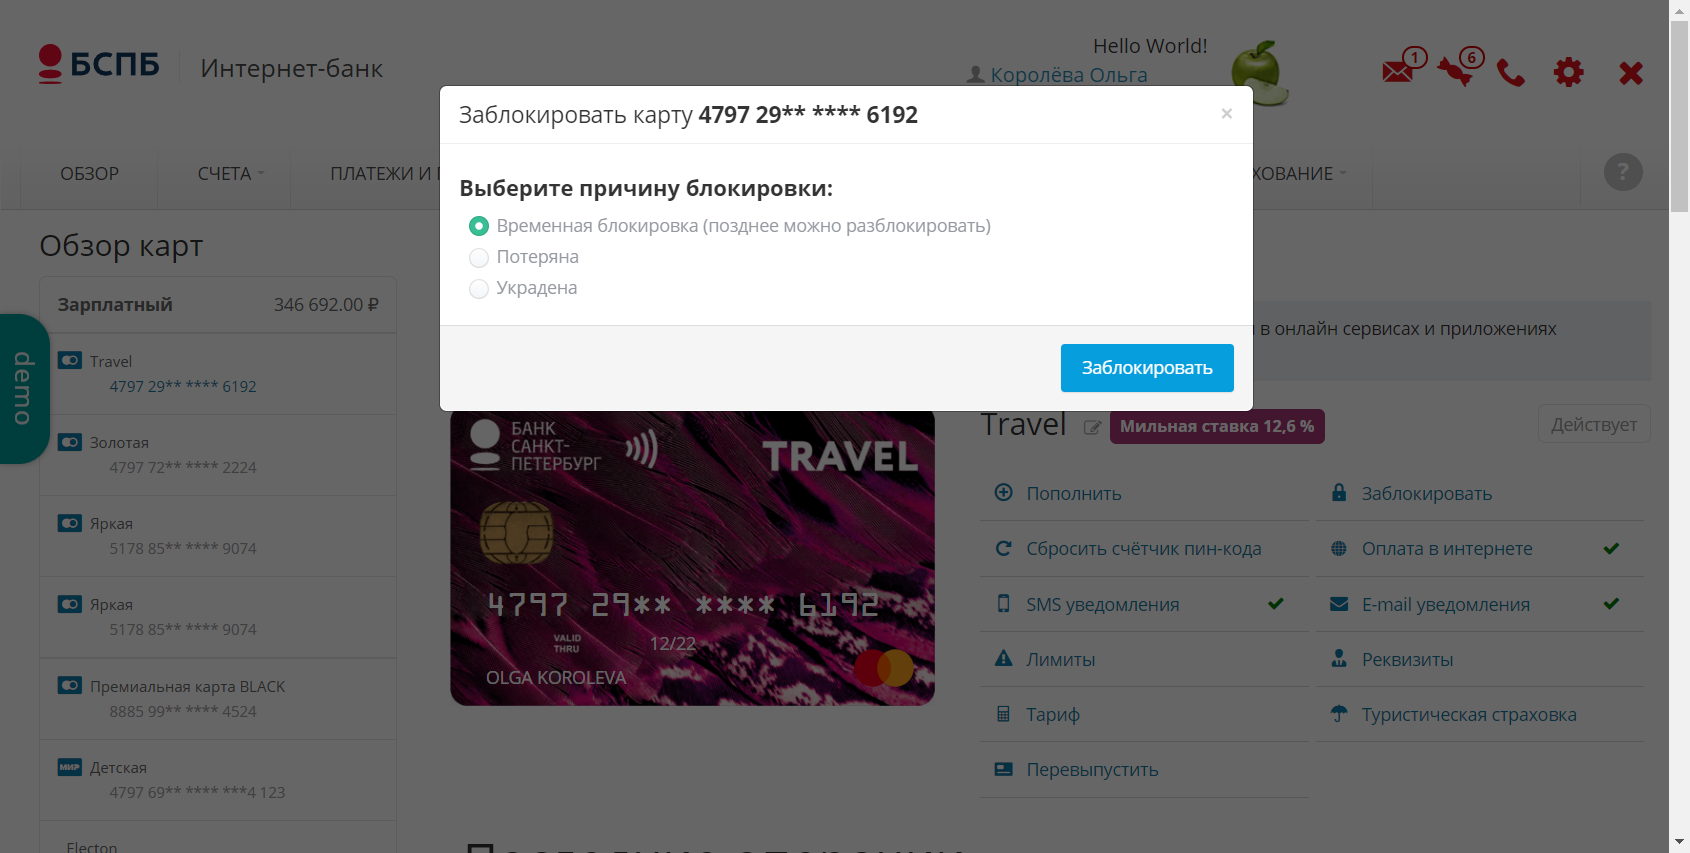 БСПБ
Интернет-банк
Hello World!
Королёва Ольга
1
6
Заблокировать карту 4797 29** **** 6192
×
ОБЗОР
СЧЕТА
ПЛАТЕЖИ И
ХОВАНИЕ
?
Выберите причину блокировки:
Временная блокировка (позднее можно разблокировать)
Потеряна
Украдена
Заблокировать
Обзор карт
Зарплатный 346 692.00 ₽
Travel
4797 29** **** 6192
Золотая
4797 72** **** 2224
Яркая
5178 85** **** 9074
Яркая
5178 85** **** 9074
Премиальная карта BLACK
8885 99** **** 4524
МИР Детская
4797 69** **** ***4 123
Electon
demo
в онлайн сервисах и приложениях
БАНК
САНКТ-
ПЕТЕРБУРГ
TRAVEL
4797 29** **** 6192
VALID
THRU
12/22
OLGA KOROLEVA
Travel
Мильная ставка 12,6 %
Действует
Пополнить
Заблокировать
Сбросить счётчик пин-кода
Оплата в интернете
SMS уведомления
E-mail уведомления
Лимиты
Реквизиты
Тариф
Туристическая страховка
Перевыпустить